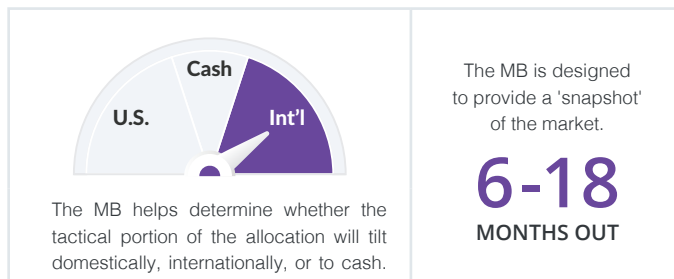 Cash
U.S.
Int'l
The MB helps determine whether the
tactical portion of the allocation will tilt
domestically, internationally, or to cash.
The MB is designed
to provide a 'snapshot'
of the market.
6-18
MONTHS OUT